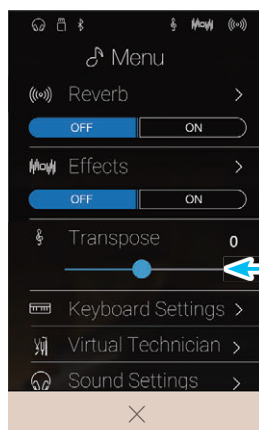 Menu
Reverb >
OFF ON
Effects >
OFF ON
Transpose 0
Keyboard Settings >
Virtual Technician >
Sound Settings >